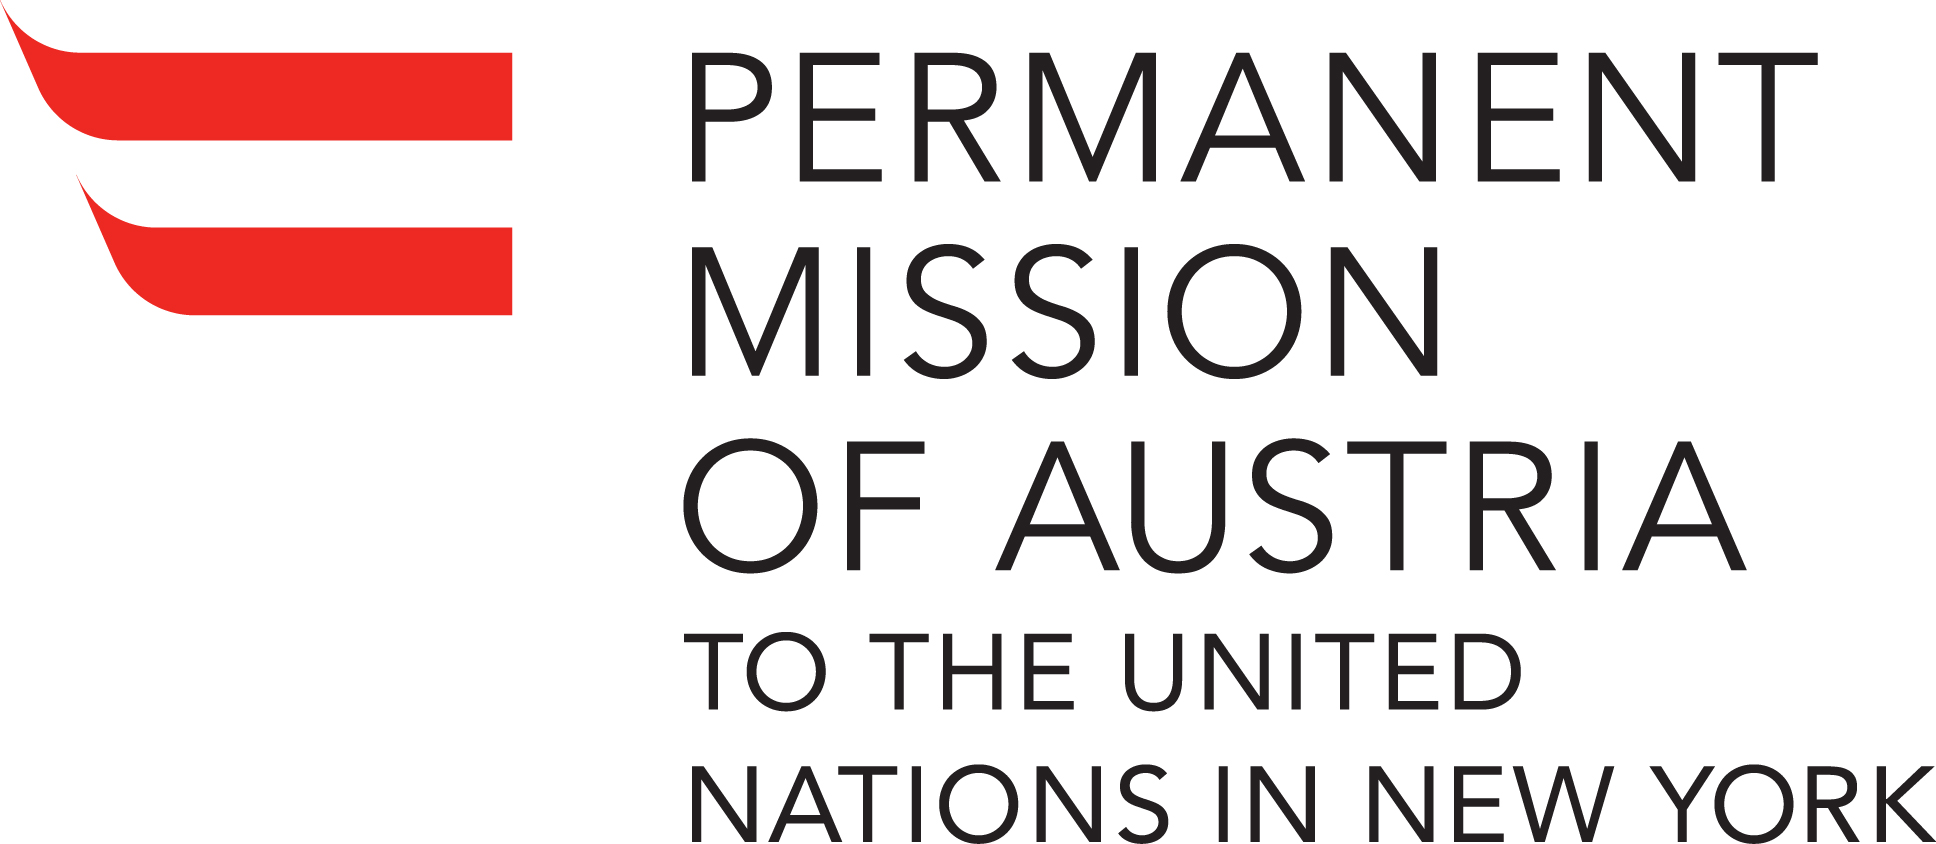 PERMANENT
MISSION
OF AUSTRIA
TO THE UNITED
NATIONS IN NEW YORK